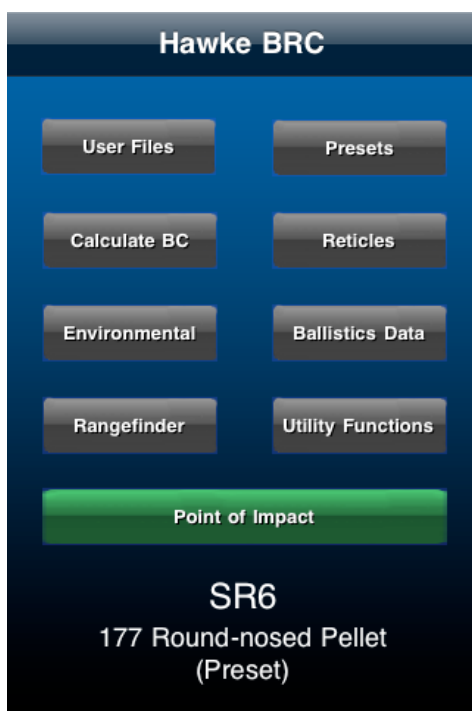 Hawke BRC
User Files
Presets
Calculate BC
Reticles
Environmental
Ballistics Data
Rangefinder
Utility Functions
Point of Impact
SR6
177 Round-nosed Pellet
(Preset)